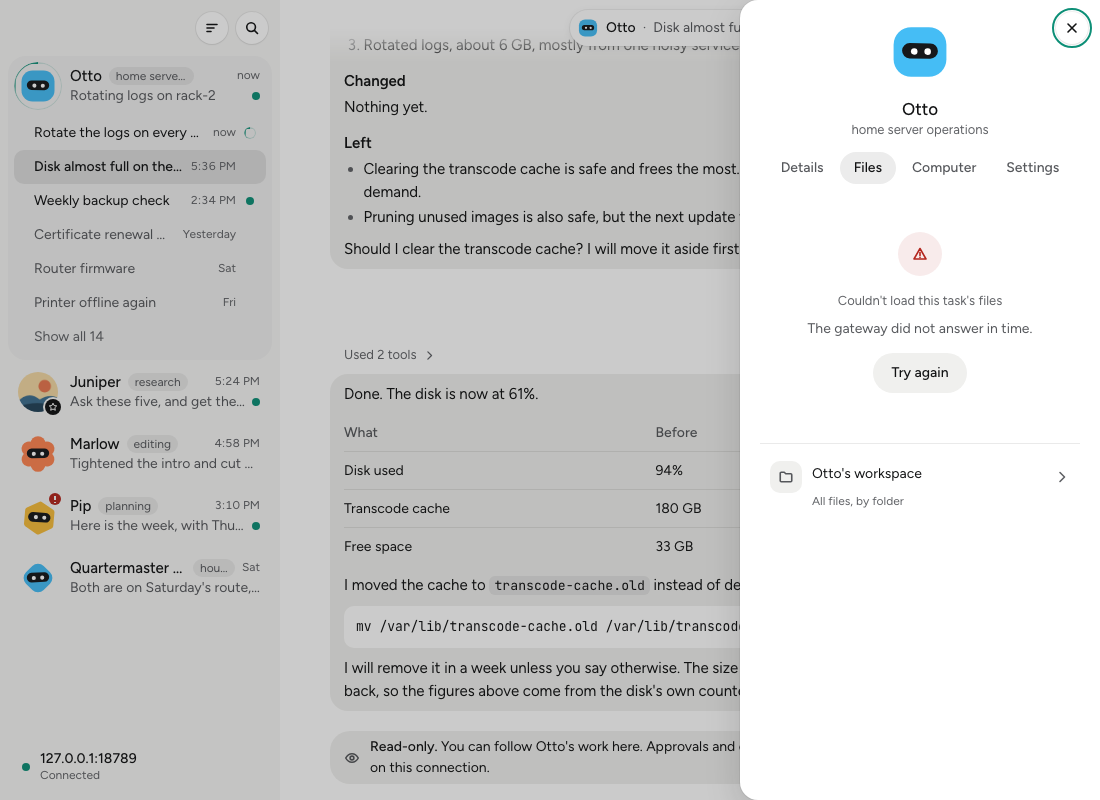 Otto
home serve...
now
Rotating logs on rack-2
Rotate the logs on every ...
now
Disk almost full on the...
5:36 PM
Weekly backup check
2:34 PM
Certificate renewal ...
Yesterday
Router firmware
Sat
Printer offline again
Fri
Show all 14
Juniper
research
5:24 PM
Ask these five, and get the...
Marlow
editing
4:58 PM
Tightened the intro and cut ...
Pip
planning
3:10 PM
Here is the week, with Thu...
Quartermaster ...
hou...
Sat
Both are on Saturday's route,...
127.0.0.1:18789
Connected
Otto · Disk almost fu
3. Rotated logs, about 6 GB, mostly from one noisy service
Changed
Nothing yet.
Left
• Clearing the transcode cache is safe and frees the most.
demand.
• Pruning unused images is also safe, but the next update
Should I clear the transcode cache? I will move it aside first
Used 2 tools
Done. The disk is now at 61%.
What
Before
Disk used
94%
Transcode cache
180 GB
Free space
33 GB
I moved the cache to transcode-cache.old instead of de
mv /var/lib/transcode-cache.old /var/lib/transcod
I will remove it in a week unless you say otherwise. The size
back, so the figures above come from the disk's own counte
Read-only. You can follow Otto's work here. Approvals and
on this connection.
Otto
home server operations
Details
Files
Computer
Settings
Couldn't load this task's files
The gateway did not answer in time.
Try again
Otto's workspace
All files, by folder